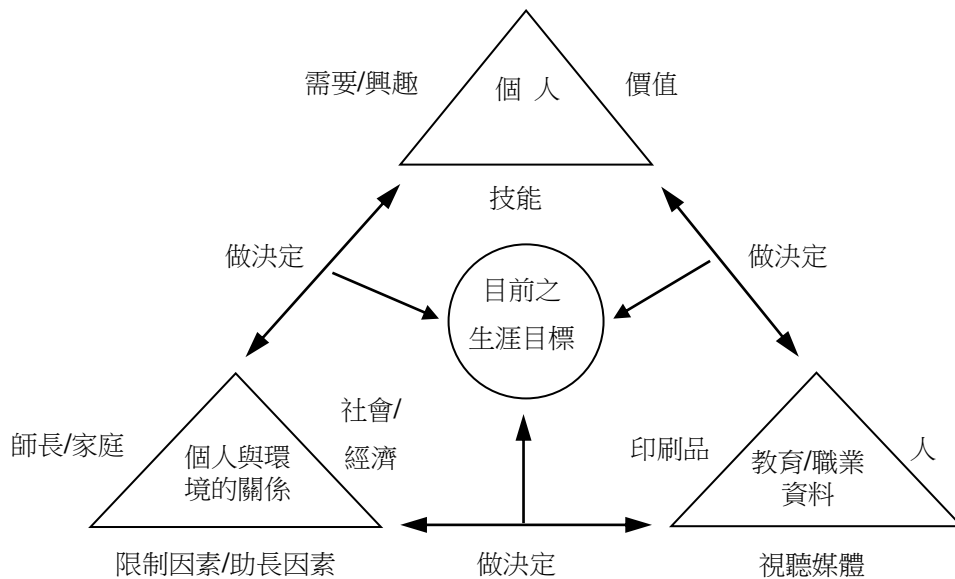 需要/興趣
個 人
價值
技能
做決定
做決定
目前之
生涯目標
師長/家庭
個人與環
境的關係
社會/
經濟
印刷品
教育/職業
資料
人
限制因素/助長因素
做決定
視聽媒體